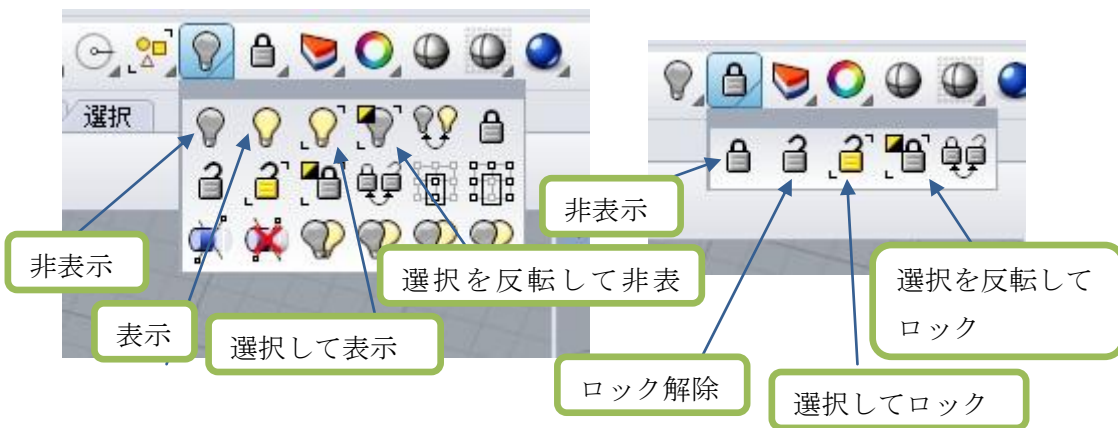 選択
非表示
表示
選択して表示
選択を反転して非表
非表示
ロック解除
選択してロック
選択を反転して
ロック